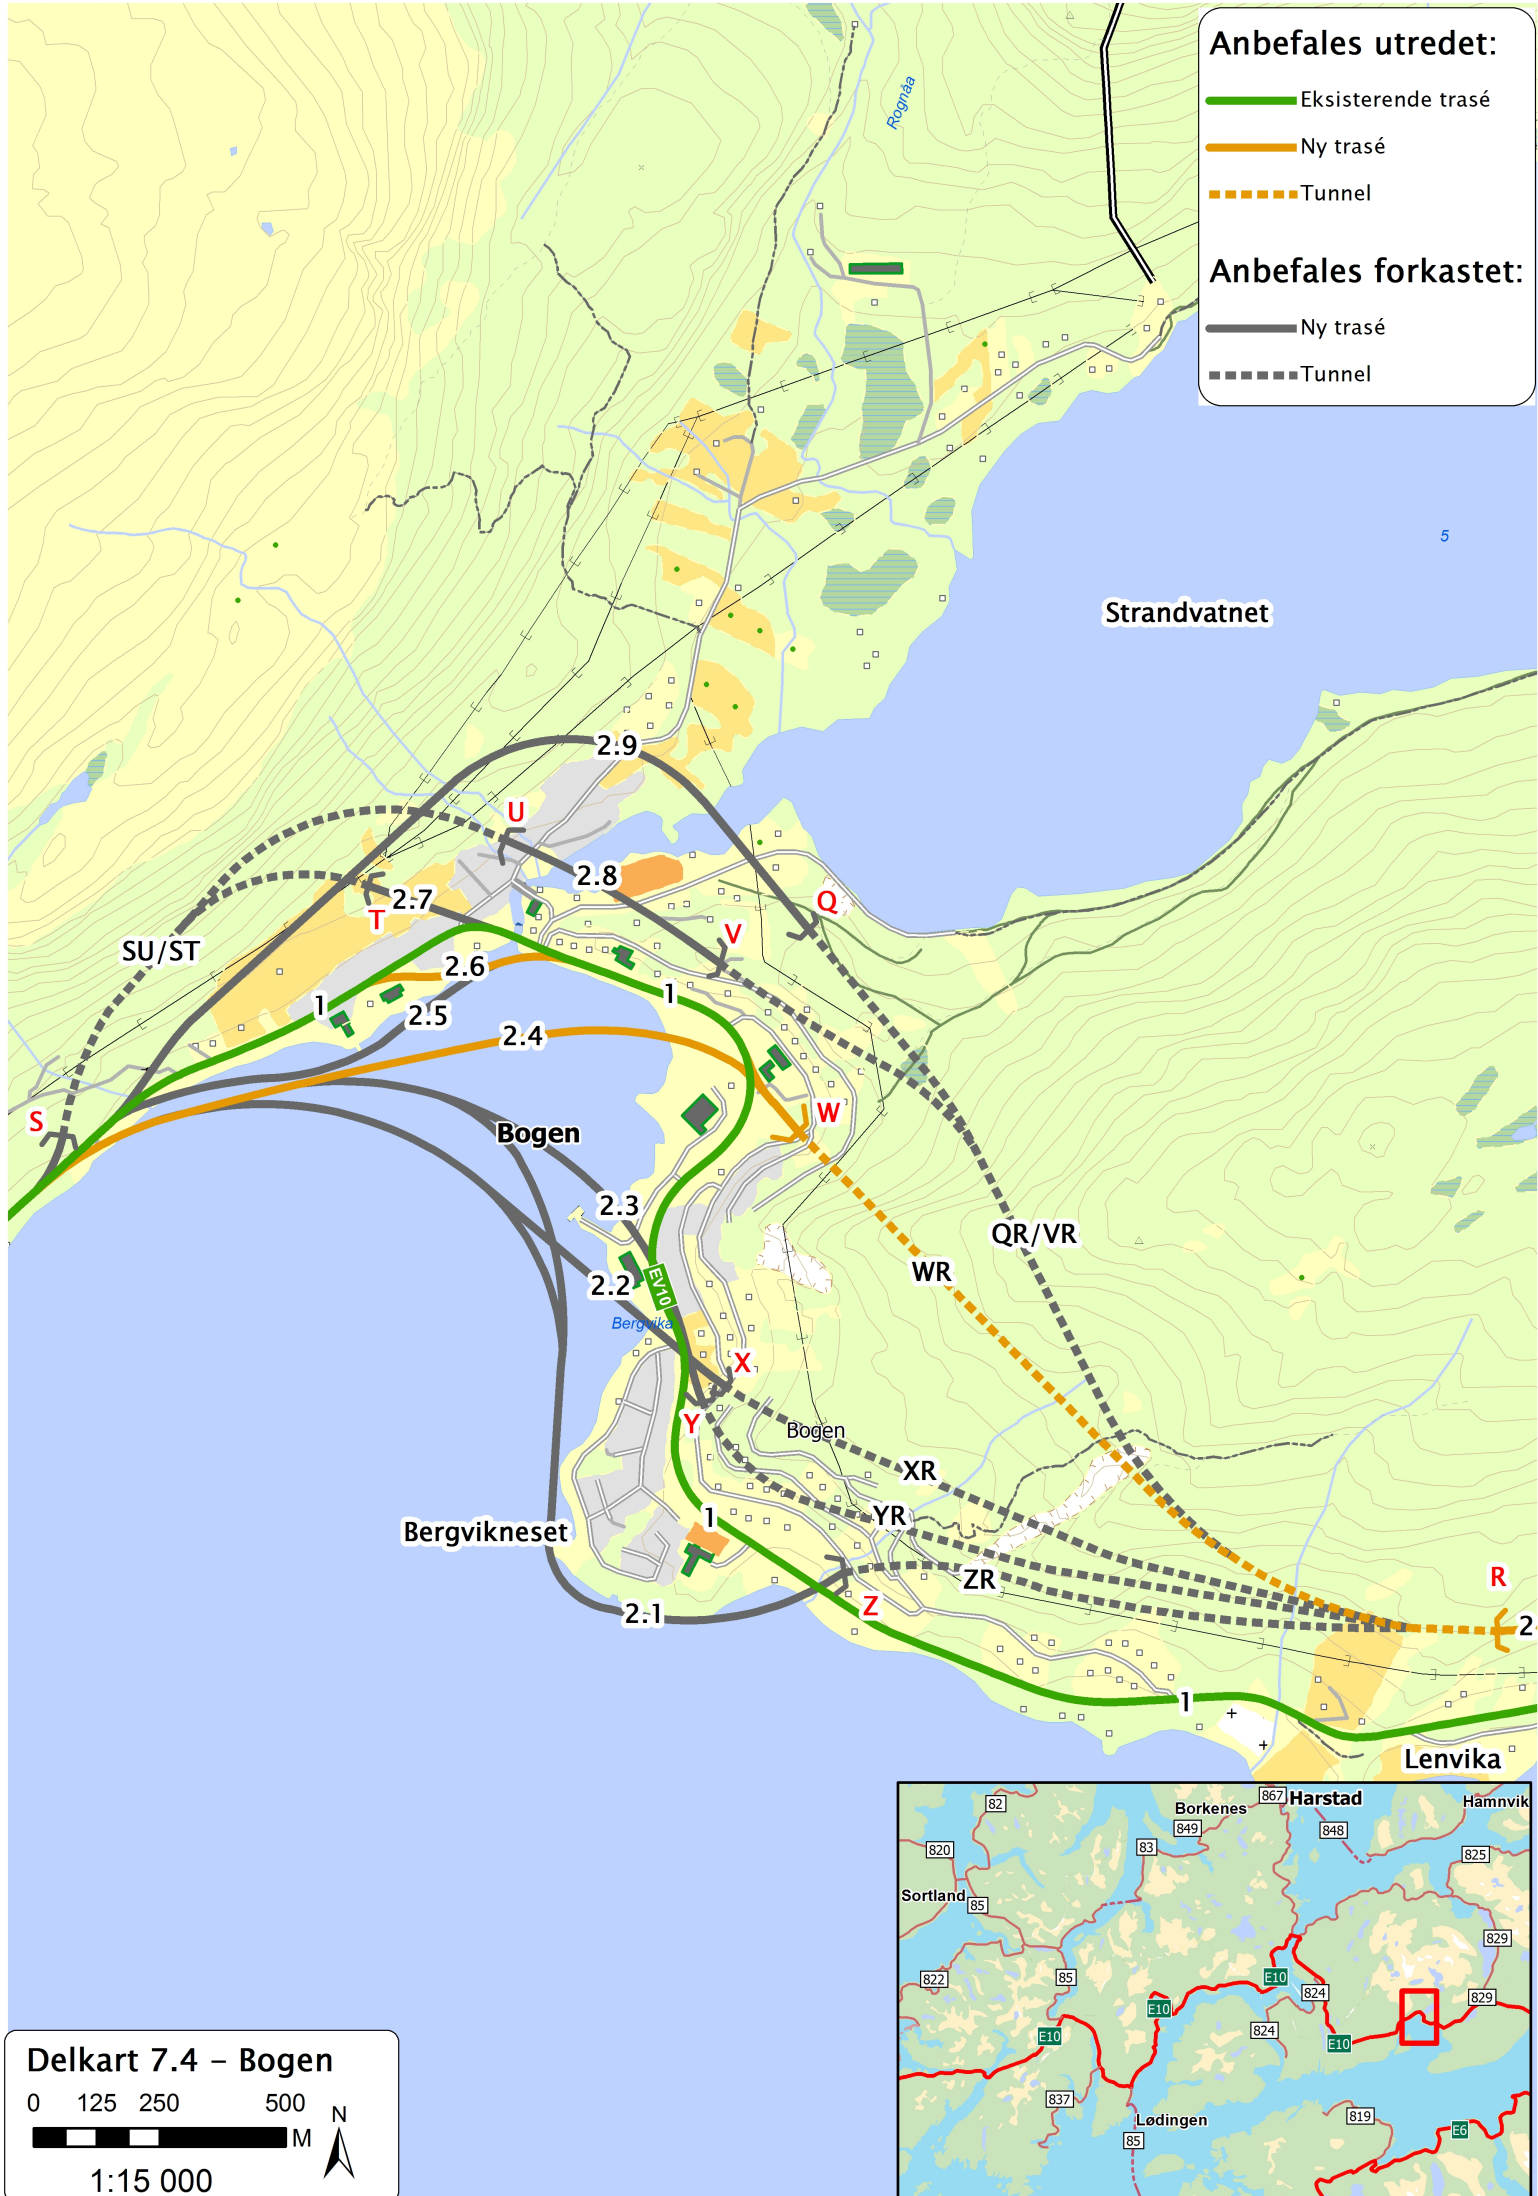 Anbefales utredet:
Eksisterende trasé
Ny trasé
Tunnel
Anbefales forkastet:
Ny trasé
Tunnel
Rognåa
5
Strandvatnet
2.9
U
2.8
2.7
T
Q
V
SU/ST
2.6
1
1
2.5
2.4
S
W
Bogen
2.3
QR/VR
WR
2.2
EV10
Bergvika
X
Y
Bogen
XR
YR
1
Bergvikneset
ZR
R
Z
2.1
2
1
Lenvika
Delkart 7.4 – Bogen
0 125 250 500
M
N
1:15 000
82
867
Harstad
Hamnvik
Borkenes
849
848
820
83
825
Sortland
85
829
822
85
E10
824
829
E10
E10
824
E10
837
Lødingen
819
E6
85